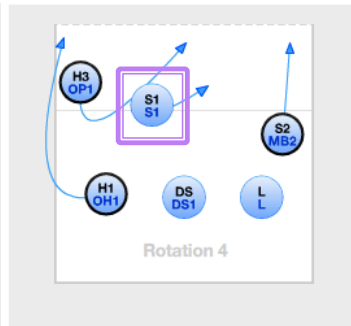 H3
OP1
S1
S1
S2
MB2
H1
OH1
DS
DS1
L
L
Rotation 4